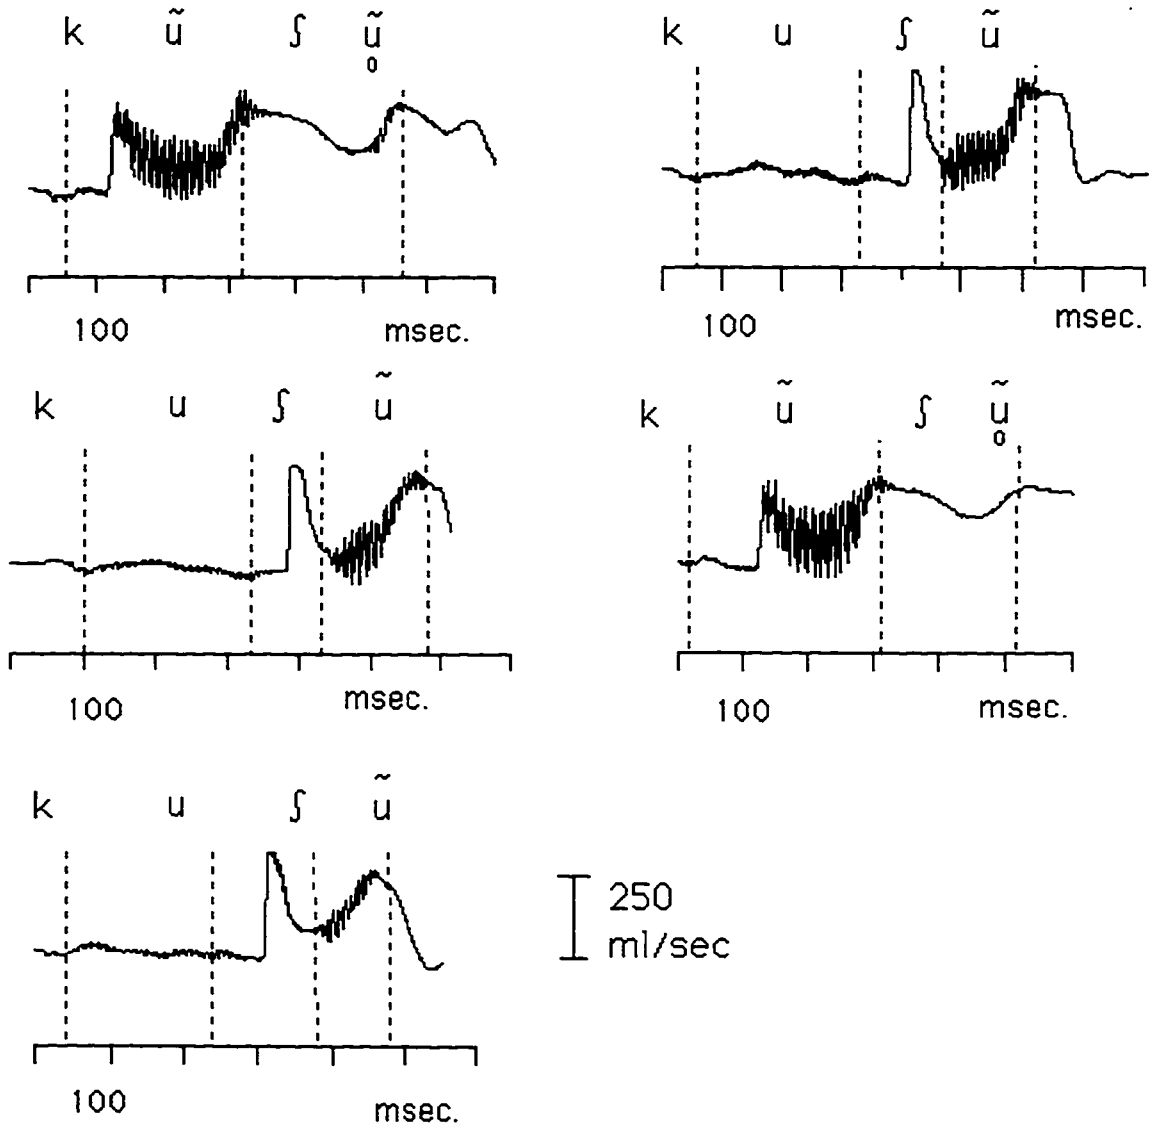 k ũ ʃ ũ̥
100 msec.
k u ʃ ũ
100 msec.
k u ʃ ũ
100 msec.
k ũ ʃ ũ̥
100 msec.
k u ʃ ũ
100 msec.
250
ml/sec